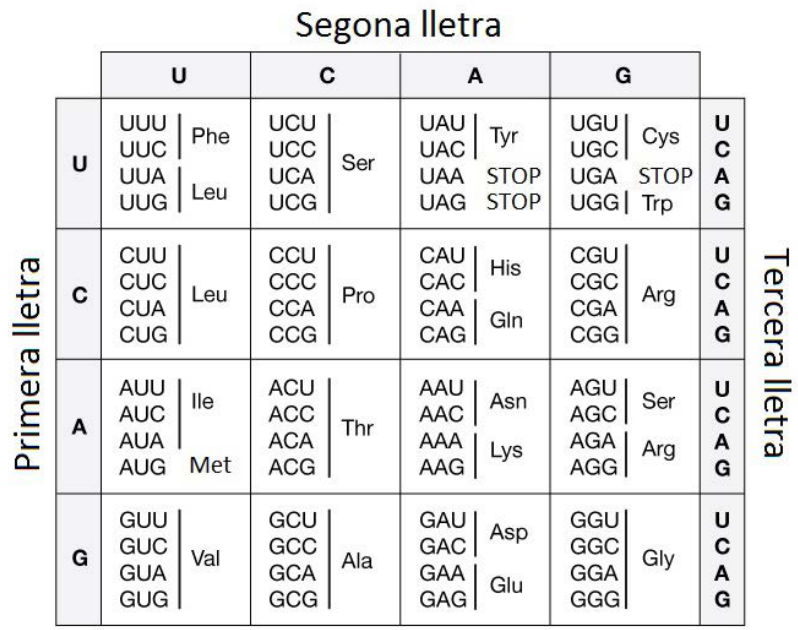 Segona lletra
U C A G
Primera lletra
U
UUU
UUC
Phe
UUA
UUG
Leu
UCU
UCC
UCA
UCG
Ser
UAU
UAC
Tyr
UAA STOP
UAG STOP
UGU
UGC
Cys
UGA STOP
UGG Trp
U
C
A
G
C
CUU
CUC
CUA
CUG
Leu
CCU
CCC
CCA
CCG
Pro
CAU
CAC
His
CAA
CAG
Gln
CGU
CGC
CGA
CGG
Arg
U
C
A
G
A
AUU
AUC
AUA
Ile
AUG Met
ACU
ACC
ACA
ACG
Thr
AAU
AAC
Asn
AAA
AAG
Lys
AGU
AGC
Ser
AGA
AGG
Arg
U
C
A
G
G
GUU
GUC
GUA
GUG
Val
GCU
GCC
GCA
GCG
Ala
GAU
GAC
Asp
GAA
GAG
Glu
GGU
GGC
GGA
GGG
Gly
U
C
A
G
Tercera lletra